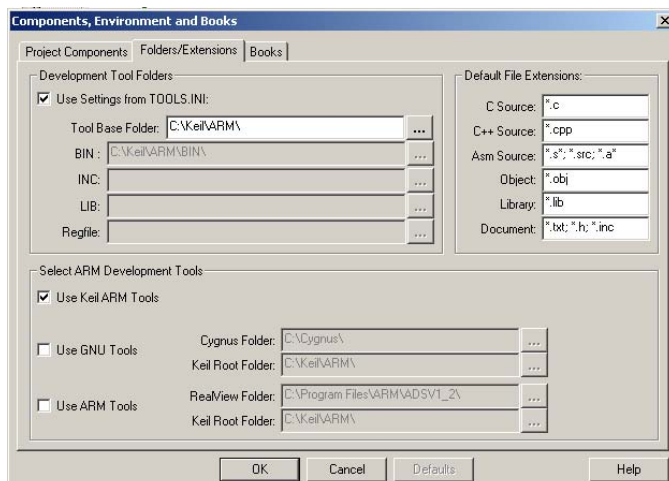 Components, Environment and Books
Project Components Folders/Extensions Books
Development Tool Folders
Use Settings from TOOLS.INI:
Tool Base Folder: C:\Keil\ARM\ ...
BIN : C:\Keil\ARM\BIN\ ...
INC: ...
LIB: ...
Regfile: ...
Default File Extensions:
C Source: *.c
C++ Source: *.cpp
Asm Source: *.s*; *.src; *.a*
Object: *.obj
Library: *.lib
Document: *.txt; *.h; *.inc
Select ARM Development Tools
Use Keil ARM Tools
Use GNU Tools
Cygnus Folder: C:\Cygnus\ ...
Keil Root Folder: C:\Keil\ARM\ ...
Use ARM Tools
RealView Folder: C:\Program Files\ARM\ADSV1_2\ ...
Keil Root Folder: C:\Keil\ARM\ ...
OK Cancel Defaults Help